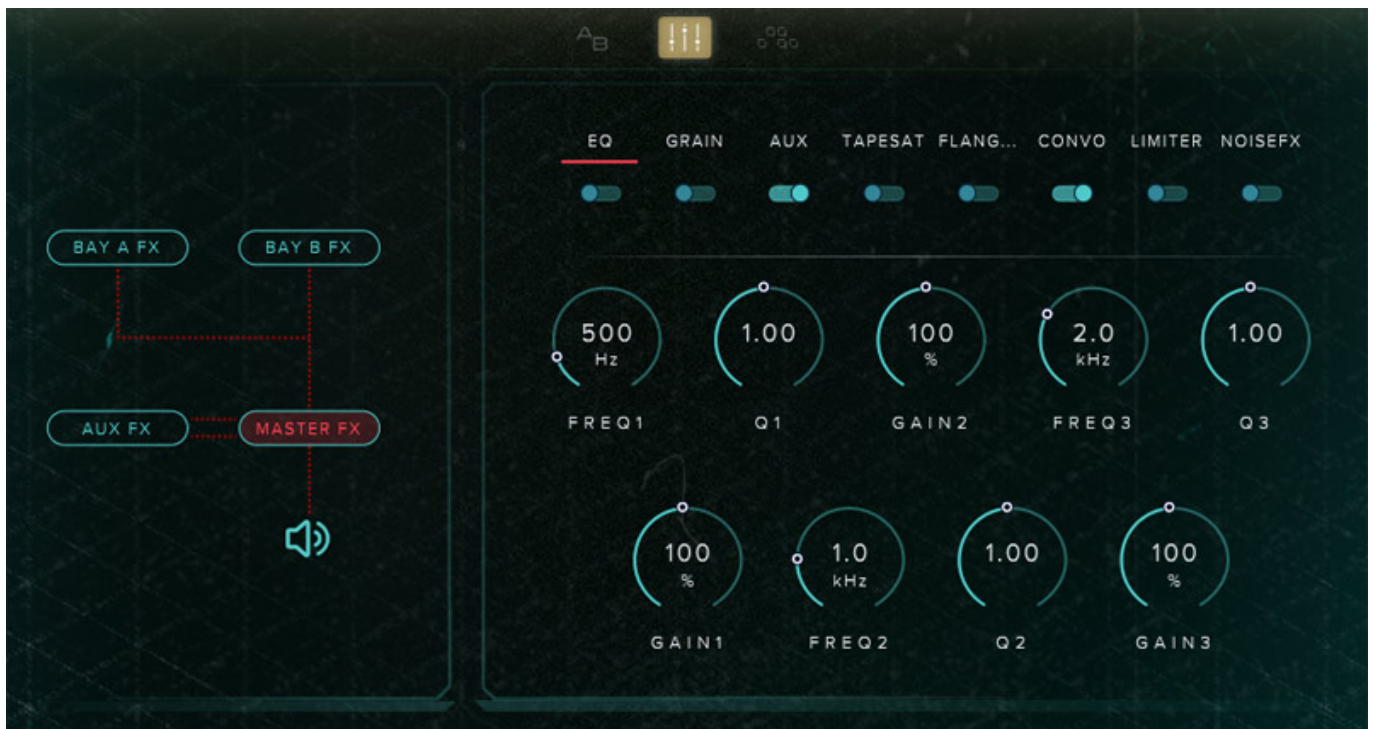 A B
EQ GRAIN AUX TAPESAT FLANG... CONVO LIMITER NOISEFX
BAY A FX BAY B FX
500 1.00 100 2.0 1.00
Hz % kHz
FREQ1 Q1 GAIN2 FREQ3 Q3
AUX FX MASTER FX
100 1.0 1.00 100
% kHz %
GAIN1 FREQ2 Q2 GAIN3